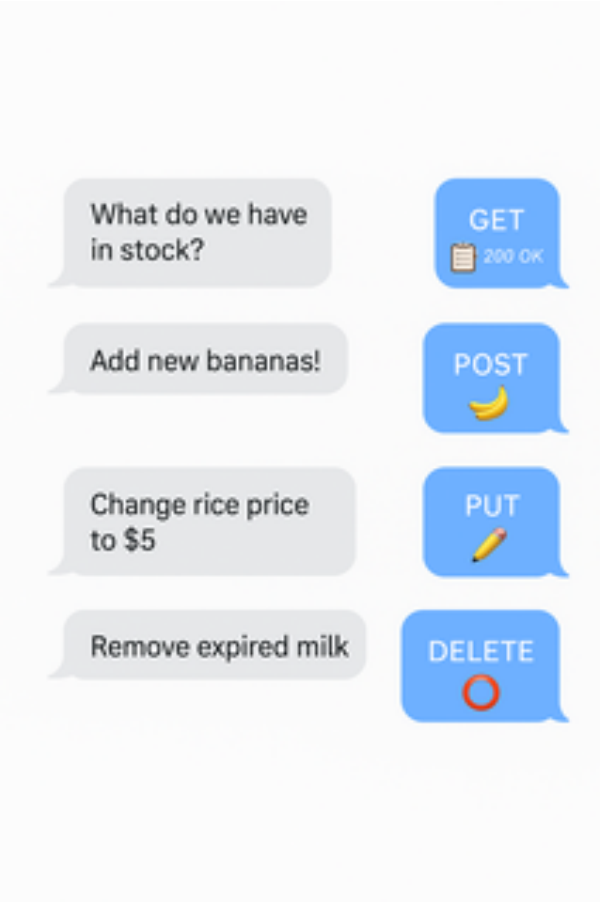 What do we have
in stock?
GET
200 OK
Add new bananas!
POST
Change rice price
to $5
PUT
Remove expired milk
DELETE